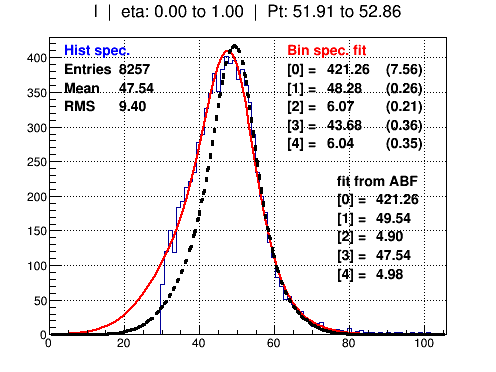 I | eta: 0.00 to 1.00 | Pt: 51.91 to 52.86
Hist spec.
Entries 8257
Mean 47.54
RMS 9.40
Bin spec. fit
[0] = 421.26 (7.56)
[1] = 48.28 (0.26)
[2] = 6.07 (0.21)
[3] = 43.68 (0.36)
[4] = 6.04 (0.35)
fit from ABF
[0] = 421.26
[1] = 49.54
[2] = 4.90
[3] = 47.54
[4] = 4.98
400
350
300
250
200
150
100
50
0
0 20 40 60 80 100